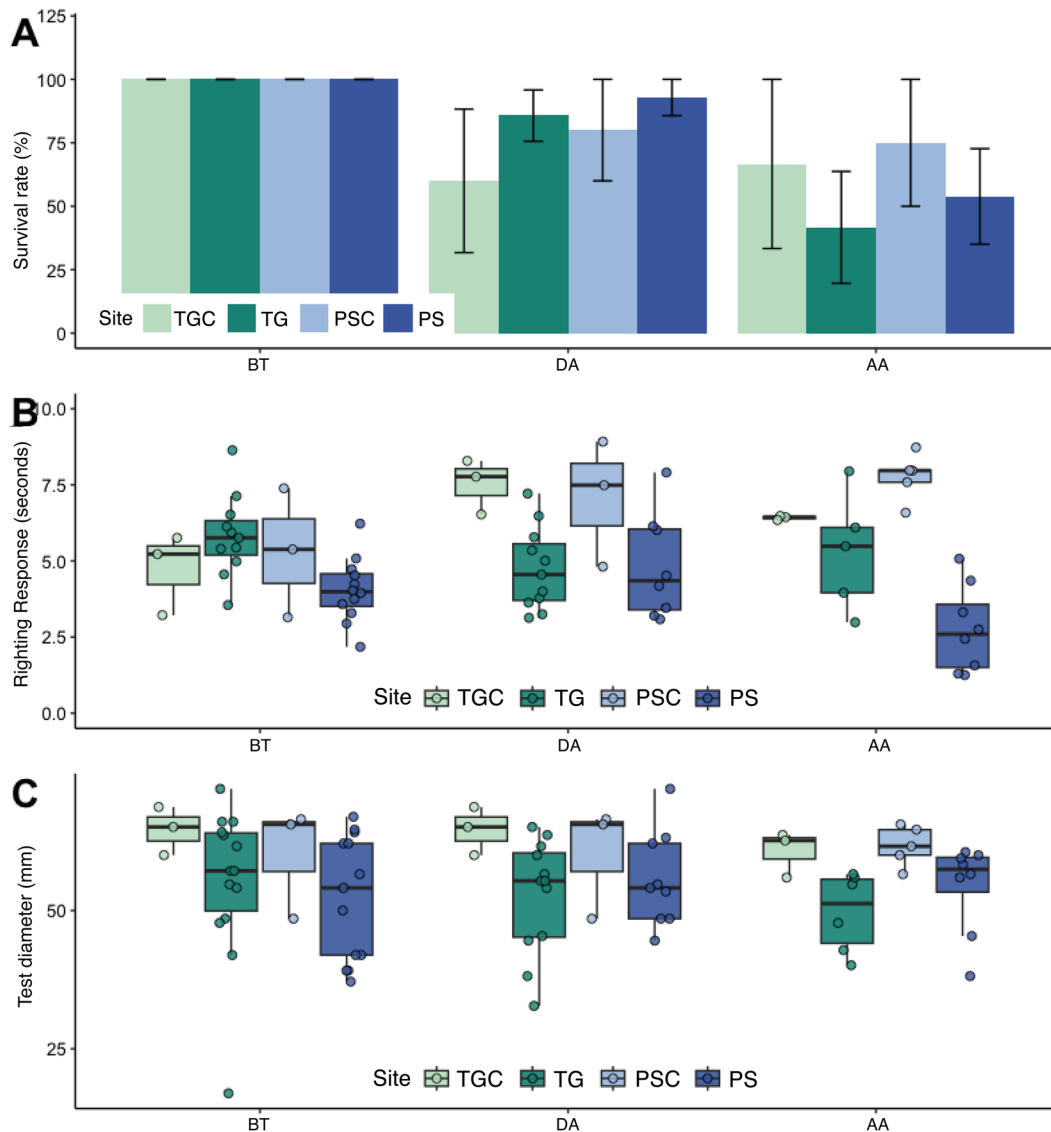 A
125
100
75
50
25
0
Survival rate (%)
Site TGC TG PSC PS
BT DA AA
B
10.0
7.5
5.0
2.5
0.0
Righting Response (seconds)
Site TGC TG PSC PS
BT DA AA
C
50
25
Test diameter (mm)
Site TGC TG PSC PS
BT DA AA